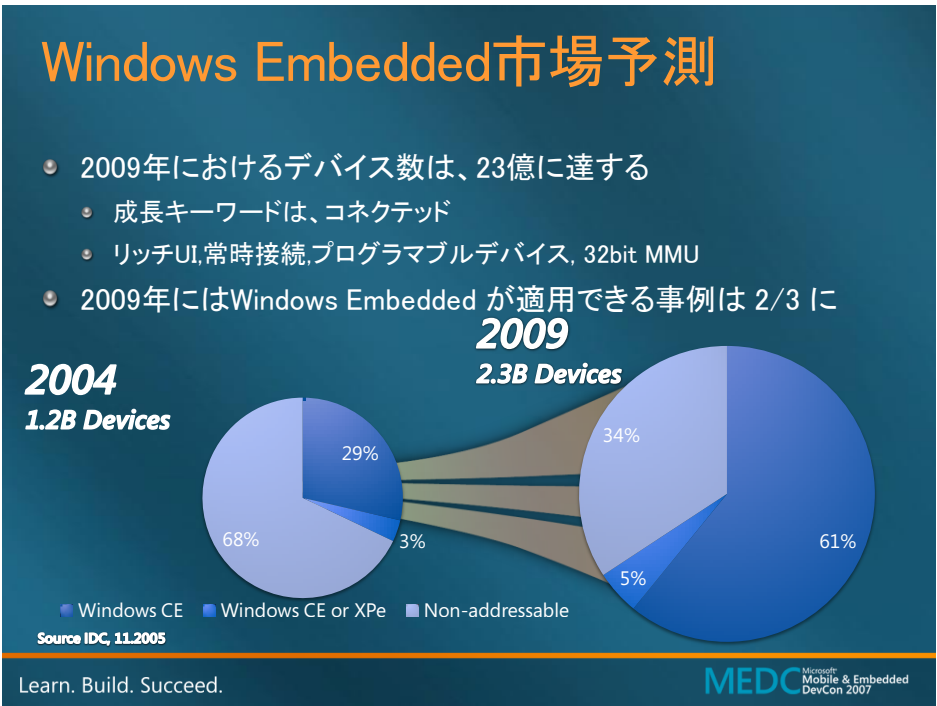 Windows Embedded市場予測
2009年におけるデバイス数は、23億に達する
成長キーワードは、コネクテッド
リッチUI,常時接続,プログラマブルデバイス, 32bit MMU
2009年にはWindows Embedded が適用できる事例は 2/3 に
2004
1.2B Devices
2009
2.3B Devices
29%
3%
68%
34%
61%
5%
Windows CE
Windows CE or XPe
Non-addressable
Source IDC, 11.2005
Learn. Build. Succeed.
MEDC
Microsoft
Mobile & Embedded
DevCon 2007